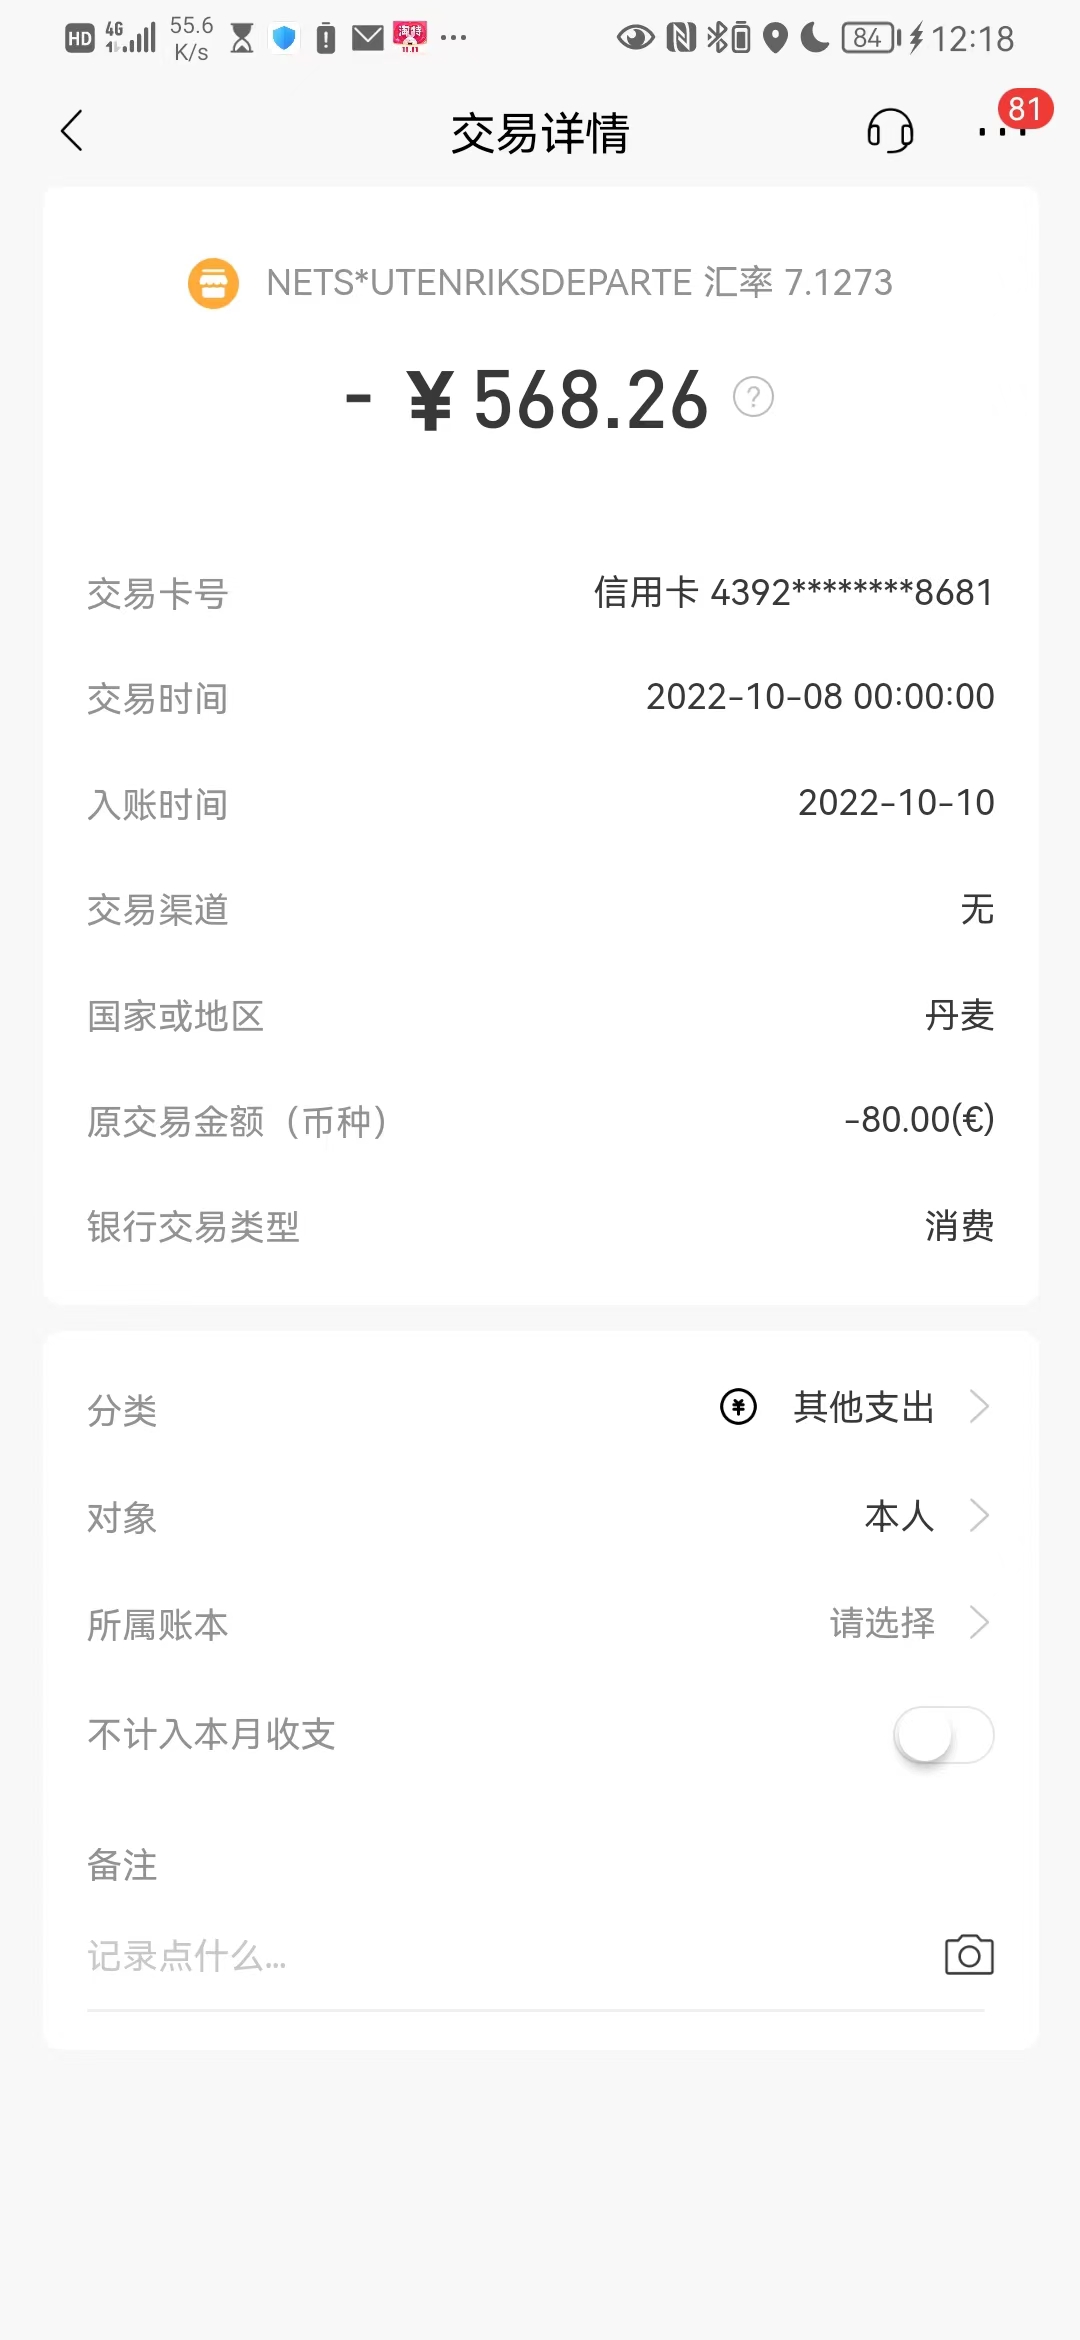 HD 4G 55.6 K/s 84 12:18
交易详情 81
NETS*UTENRIKSDEPARTE 汇率 7.1273
- ¥ 568.26 ?
交易卡号 信用卡 4392********8681
交易时间 2022-10-08 00:00:00
入账时间 2022-10-10
交易渠道 无
国家或地区 丹麦
原交易金额（币种） -80.00(€)
银行交易类型 消费
分类 ¥ 其他支出
对象 本人
所属账本 请选择
不计入本月收支
备注
记录点什么...